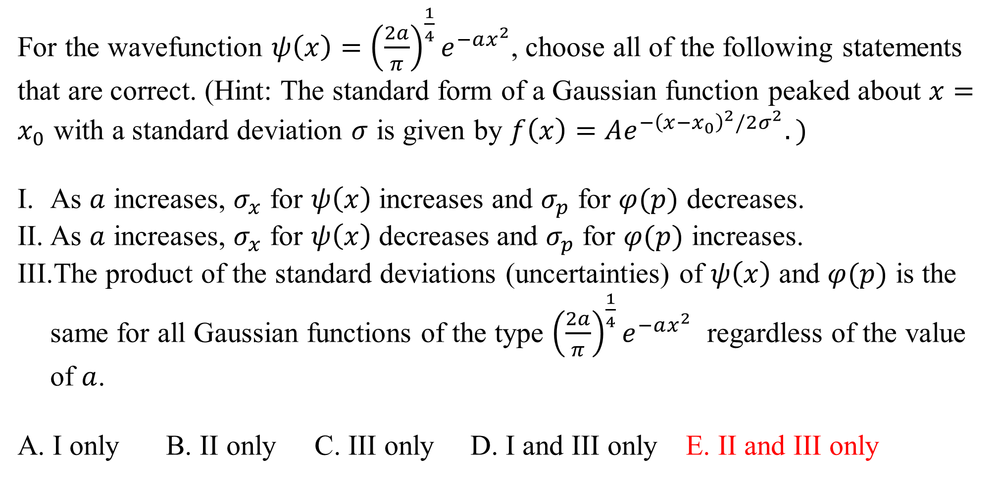 For the wavefunction $\psi(x) = \left(\frac{2a}{\pi}\right)^{\frac{1}{4}} e^{-ax^2}$, choose all of the following statements
that are correct. (Hint: The standard form of a Gaussian function peaked about $x =$
$x_0$ with a standard deviation $\sigma$ is given by $f(x) = Ae^{-(x-x_0)^2/2\sigma^2}$.)
I. As $a$ increases, $\sigma_x$ for $\psi(x)$ increases and $\sigma_p$ for $\varphi(p)$ decreases.
II. As $a$ increases, $\sigma_x$ for $\psi(x)$ decreases and $\sigma_p$ for $\varphi(p)$ increases.
III.The product of the standard deviations (uncertainties) of $\psi(x)$ and $\varphi(p)$ is the
same for all Gaussian functions of the type $\left(\frac{2a}{\pi}\right)^{\frac{1}{4}} e^{-ax^2}$ regardless of the value
of $a$.
A. I only B. II only C. III only D. I and III only E. II and III only